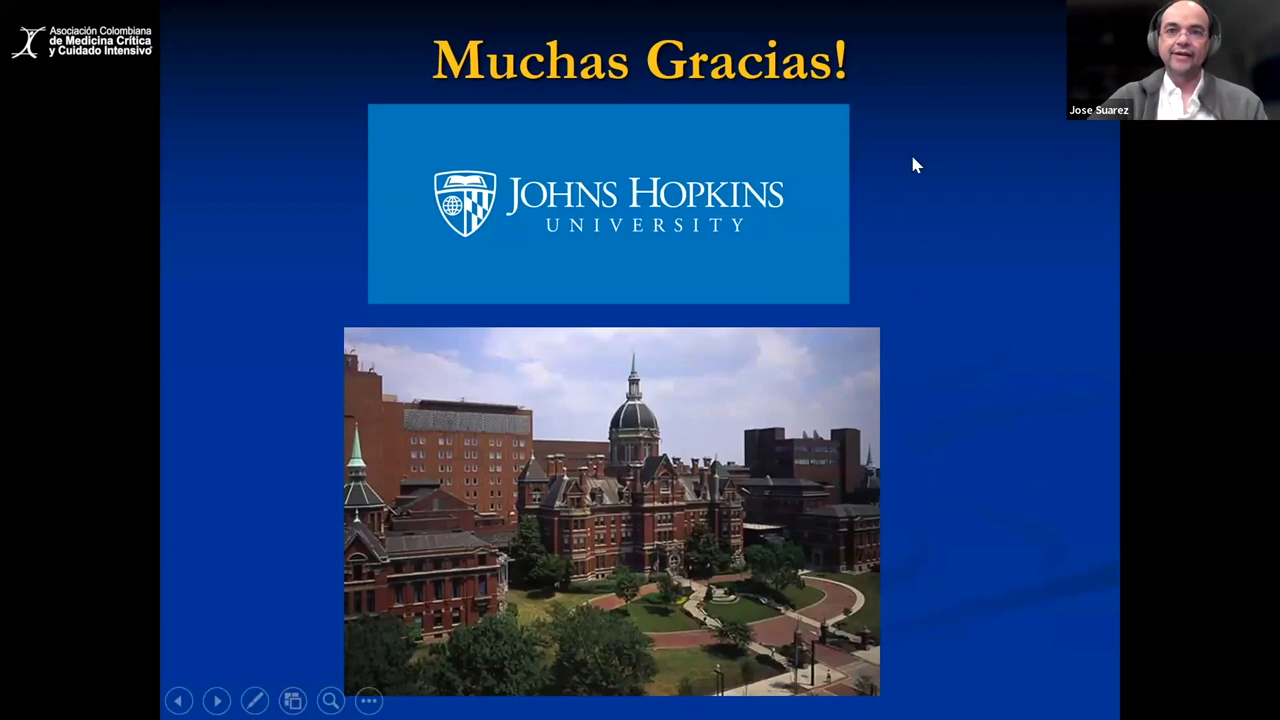 Asociación Colombiana
de Medicina Crítica
y Cuidado Intensivo
Muchas Gracias!
Jose Suarez
JOHNS HOPKINS
UNIVERSITY